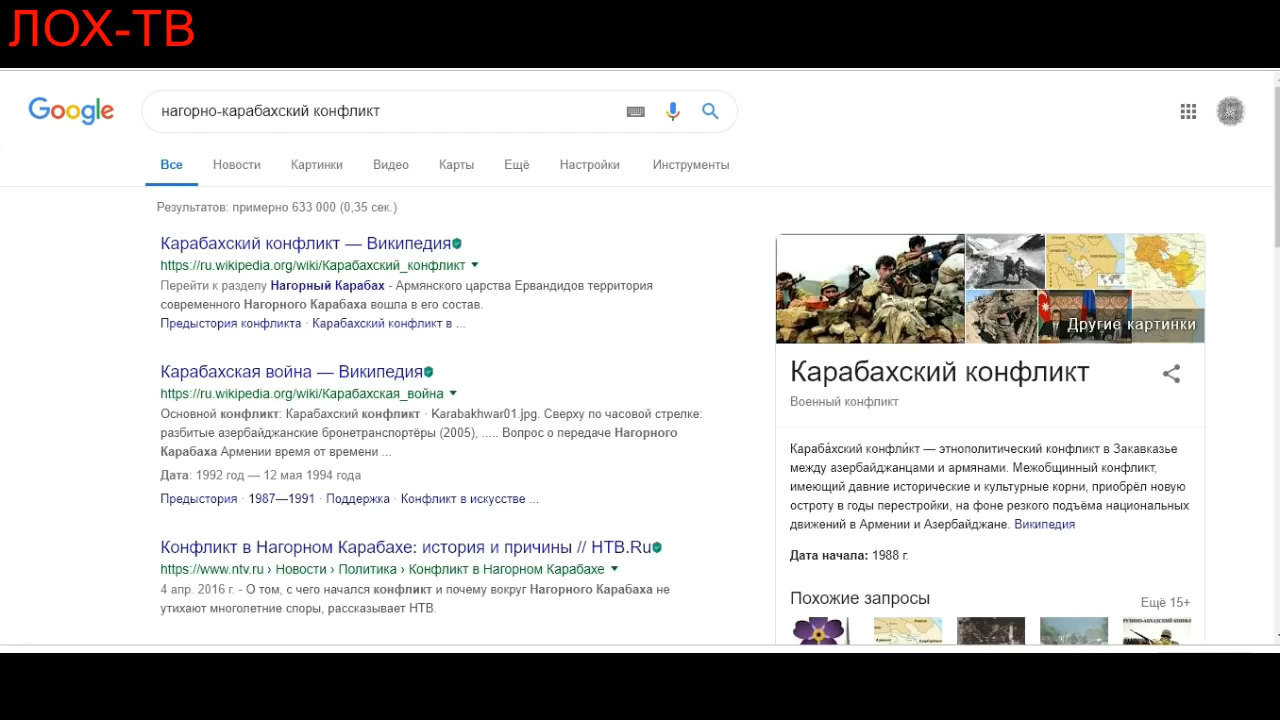 ЛОХ-ТВ
Google
нагорно-карабахский конфликт
Все Новости Картинки Видео Карты Ещё Настройки Инструменты
Результатов: примерно 633 000 (0,35 сек.)
Карабахский конфликт — Википедия
https://ru.wikipedia.org/wiki/Карабахский_конфликт
Перейти к разделу Нагорный Карабах - Армянского царства Ервандидов территория
современного Нагорного Карабаха вошла в его состав.
Предыстория конфликта · Карабахский конфликт в ...
Карабахская война — Википедия
https://ru.wikipedia.org/wiki/Карабахская_война
Основной конфликт: Карабахский конфликт · Karabakhwar01.jpg. Сверху по часовой стрелке:
разбитые азербайджанские бронетранспортёры (2005), ..... Вопрос о передаче Нагорного
Карабаха Армении время от времени ...
Дата: 1992 год — 12 мая 1994 года
Предыстория · 1987—1991 · Поддержка · Конфликт в искусстве ...
Конфликт в Нагорном Карабахе: история и причины // НТВ.Ru
https://www.ntv.ru › Новости › Политика › Конфликт в Нагорном Карабахе
4 апр. 2016 г. - О том, с чего начался конфликт и почему вокруг Нагорного Карабаха не
утихают многолетние споры, рассказывает НТВ.
Другие картинки
Карабахский конфликт
Военный конфликт
Караба́хский конфли́кт — этнополитический конфликт в Закавказье
между азербайджанцами и армянами. Межобщинный конфликт,
имеющий давние исторические и культурные корни, приобрёл новую
остроту в годы перестройки, на фоне резкого подъёма национальных
движений в Армении и Азербайджане. Википедия
Дата начала: 1988 г.
Похожие запросы
Ещё 15+